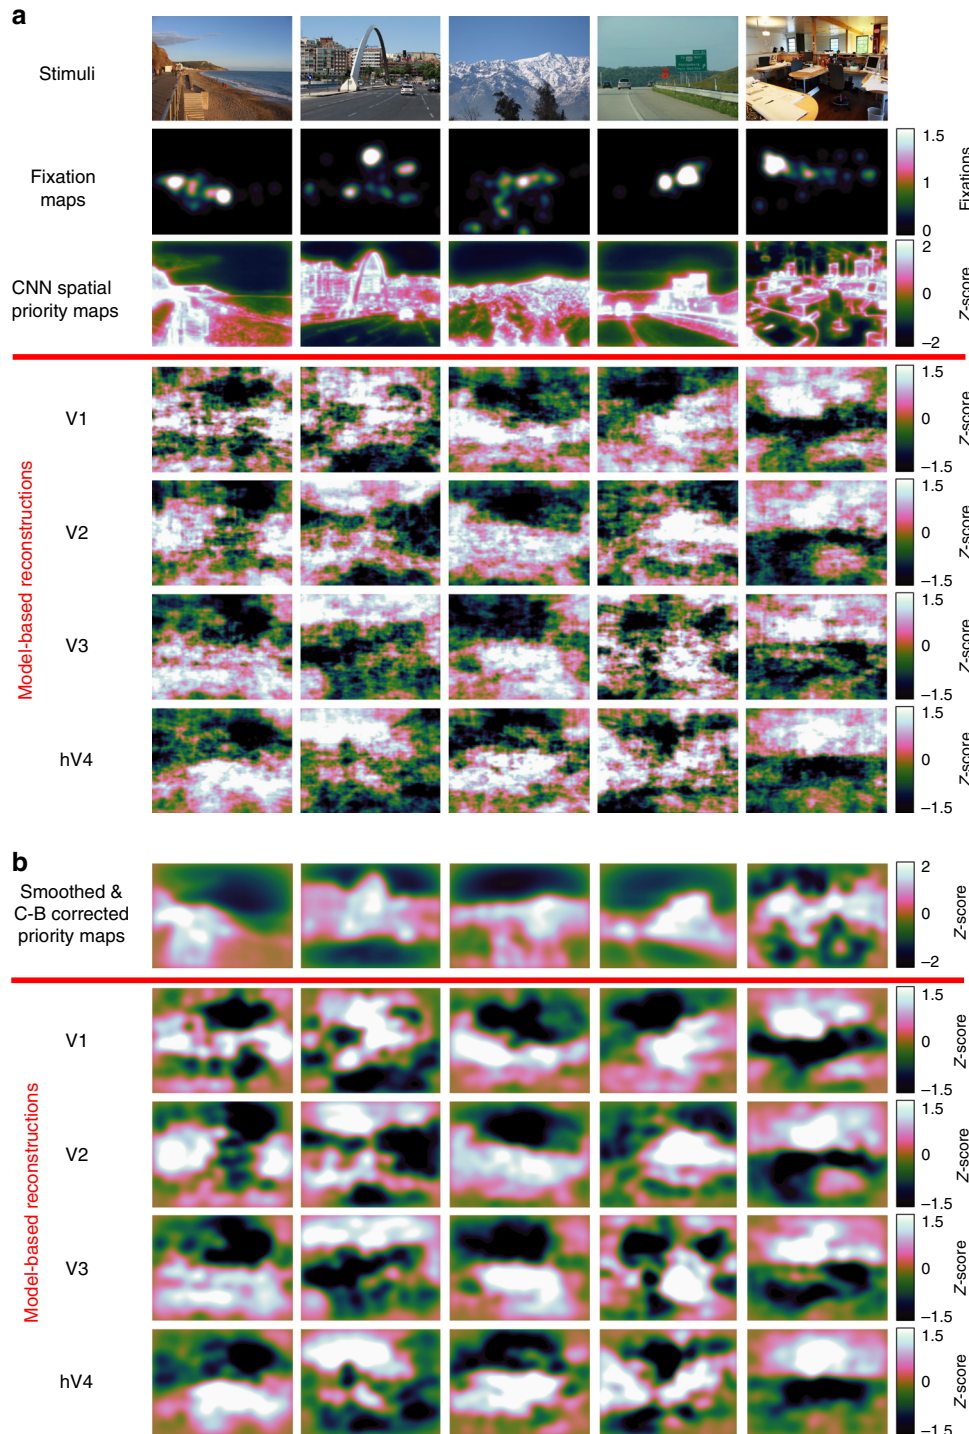 a
Stimuli
Fixation
maps
1.5
1
0
Fixations
CNN spatial
priority maps
2
0
–2
Z-score
Model-based reconstructions
V1
1.5
0
–1.5
Z-score
V2
1.5
0
–1.5
Z-score
V3
1.5
0
–1.5
Z-score
hV4
1.5
0
–1.5
Z-score
b
Smoothed &
C-B corrected
priority maps
2
0
–2
Z-score
Model-based reconstructions
V1
1.5
0
–1.5
Z-score
V2
1.5
0
–1.5
Z-score
V3
1.5
0
–1.5
Z-score
hV4
1.5
0
–1.5
Z-score